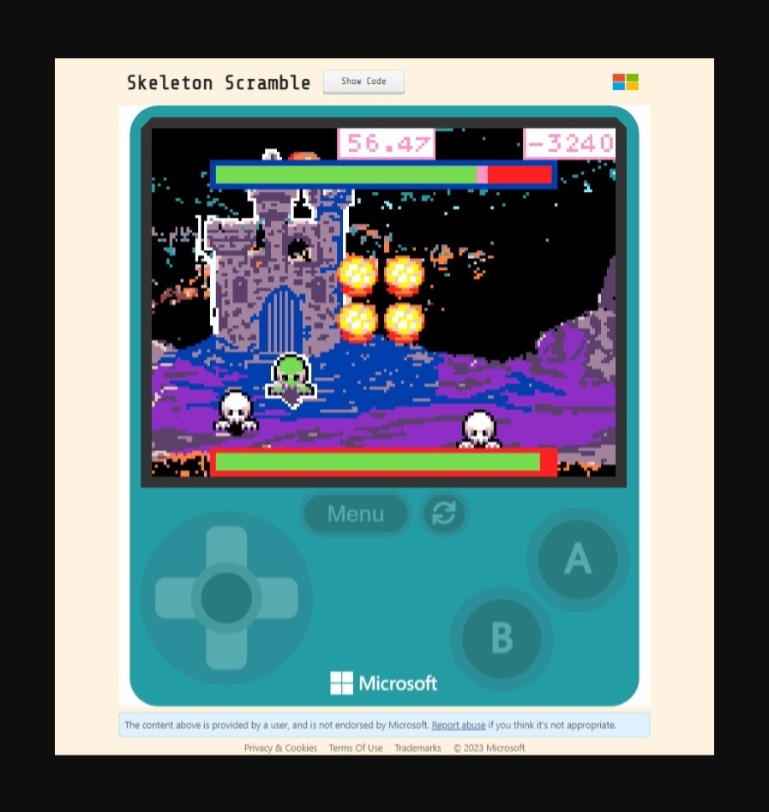 Skeleton Scramble Show Code
56.47 -3240
Menu
A
B
Microsoft
The content above is provided by a user, and is not endorsed by Microsoft. Report abuse if you think it's not appropriate.
Privacy & Cookies Terms Of Use Trademarks © 2023 Microsoft